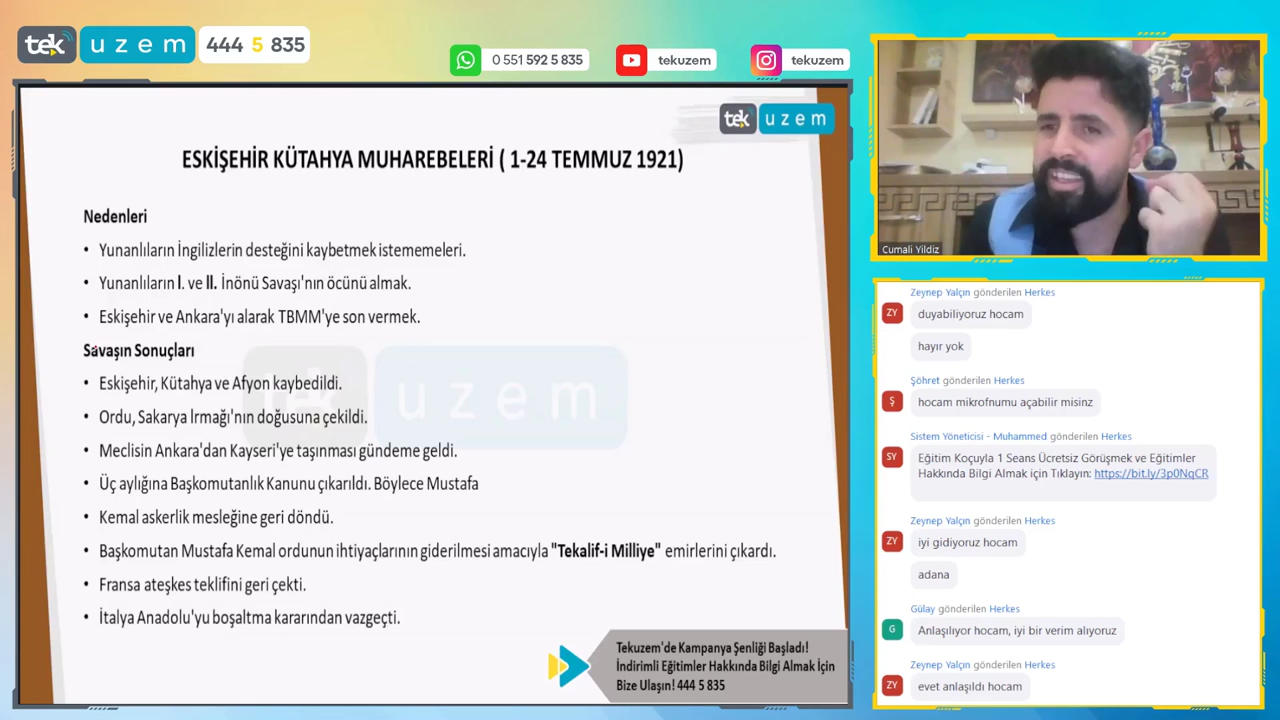 tek uzem 444 5 835
0 551 592 5 835
tekuzem
tekuzem
tek uzem
ESKİŞEHİR KÜTAHYA MUHAREBELERİ ( 1-24 TEMMUZ 1921)
Nedenleri
• Yunanlıların İngilizlerin desteğini kaybetmek istememeleri.
• Yunanlıların I. ve II. İnönü Savaşı'nın öcünü almak.
• Eskişehir ve Ankara'yı alarak TBMM'ye son vermek.
Savaşın Sonuçları
• Eskişehir, Kütahya ve Afyon kaybedildi.
• Ordu, Sakarya Irmağı'nın doğusuna çekildi.
• Meclisin Ankara'dan Kayseri'ye taşınması gündeme geldi.
• Üç aylığına Başkomutanlık Kanunu çıkarıldı. Böylece Mustafa
• Kemal askerlik mesleğine geri döndü.
• Başkomutan Mustafa Kemal ordunun ihtiyaçlarının giderilmesi amacıyla "Tekalif-i Milliye" emirlerini çıkardı.
• Fransa ateşkes teklifini geri çekti.
• İtalya Anadolu'yu boşaltma kararından vazgeçti.
uzem
Tekuzem'de Kampanya Şenliği Başladı!
İndirimli Eğitimler Hakkında Bilgi Almak İçin
Bize Ulaşın! 444 5 835
Cumali Yildiz
Zeynep Yalçın gönderilen Herkes
ZY duyabiliyoruz hocam
hayır yok
Şöhret gönderilen Herkes
Ş hocam mikrofnumu açabilir misinz
Sistem Yöneticisi - Muhammed gönderilen Herkes
SY Eğitim Koçuyla 1 Seans Ücretsiz Görüşmek ve Eğitimler
Hakkında Bilgi Almak için Tıklayın: https://bit.ly/3p0NqCR
Zeynep Yalçın gönderilen Herkes
ZY iyi gidiyoruz hocam
adana
Gülay gönderilen Herkes
G Anlaşılıyor hocam, iyi bir verim alıyoruz
Zeynep Yalçın gönderilen Herkes
ZY evet anlaşıldı hocam